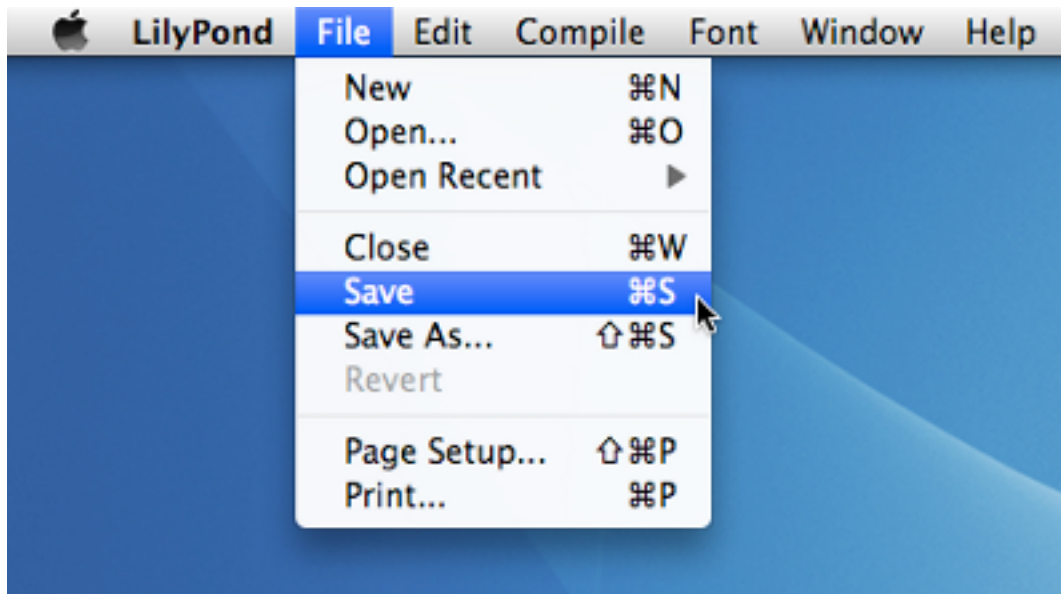 LilyPond File Edit Compile Font Window Help
New ⌘N
Open... ⌘O
Open Recent ▶
Close ⌘W
Save ⌘S
Save As... ⇧⌘S
Revert
Page Setup... ⇧⌘P
Print... ⌘P